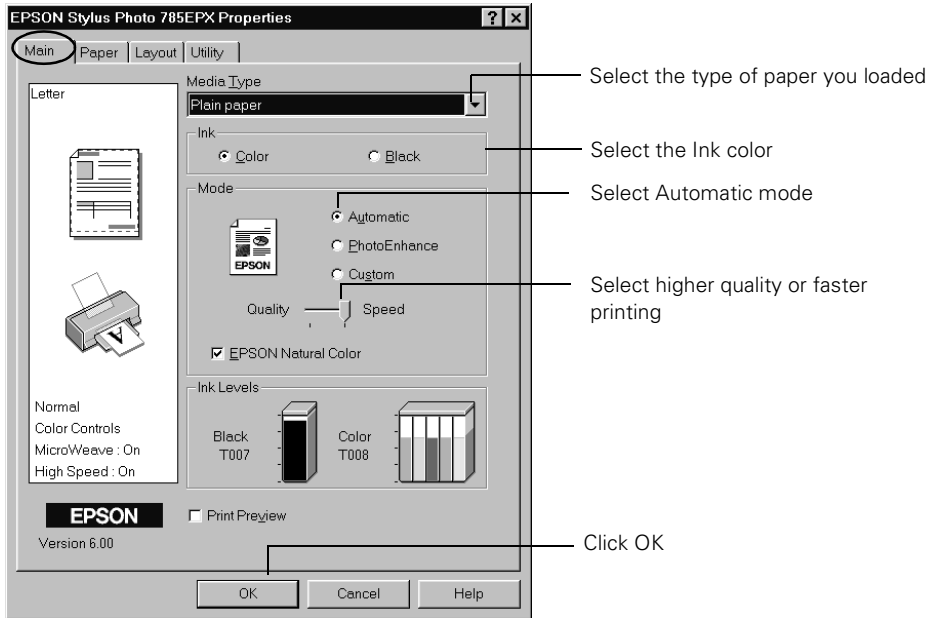 EPSON Stylus Photo 785EPX Properties
Main Paper Layout Utility
Letter
Media Type
Plain paper
Select the type of paper you loaded
Ink
Color Black
Select the Ink color
Mode
Select Automatic mode
Automatic
PhotoEnhance
Custom
EPSON
Select higher quality or faster
printing
Quality Speed
EPSON Natural Color
Normal
Color Controls
MicroWeave : On
High Speed : On
Ink Levels
Black
T007
Color
T008
EPSON
Version 6.00
Print Preview
Click OK
OK Cancel Help